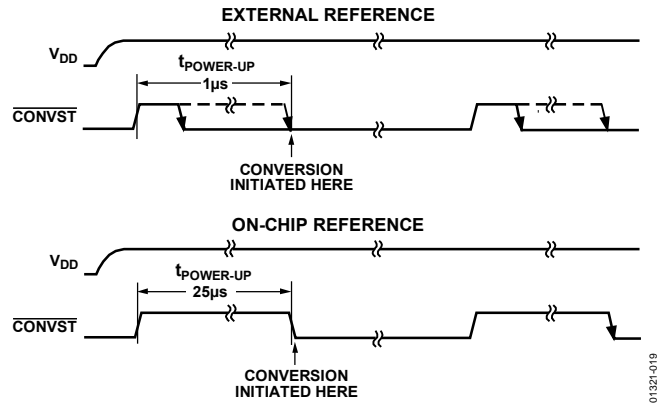 EXTERNAL REFERENCE
VDD
tPOWER-UP
1µs
CONVST
CONVERSION
INITIATED HERE
ON-CHIP REFERENCE
VDD
tPOWER-UP
25µs
CONVST
CONVERSION
INITIATED HERE
01321-019